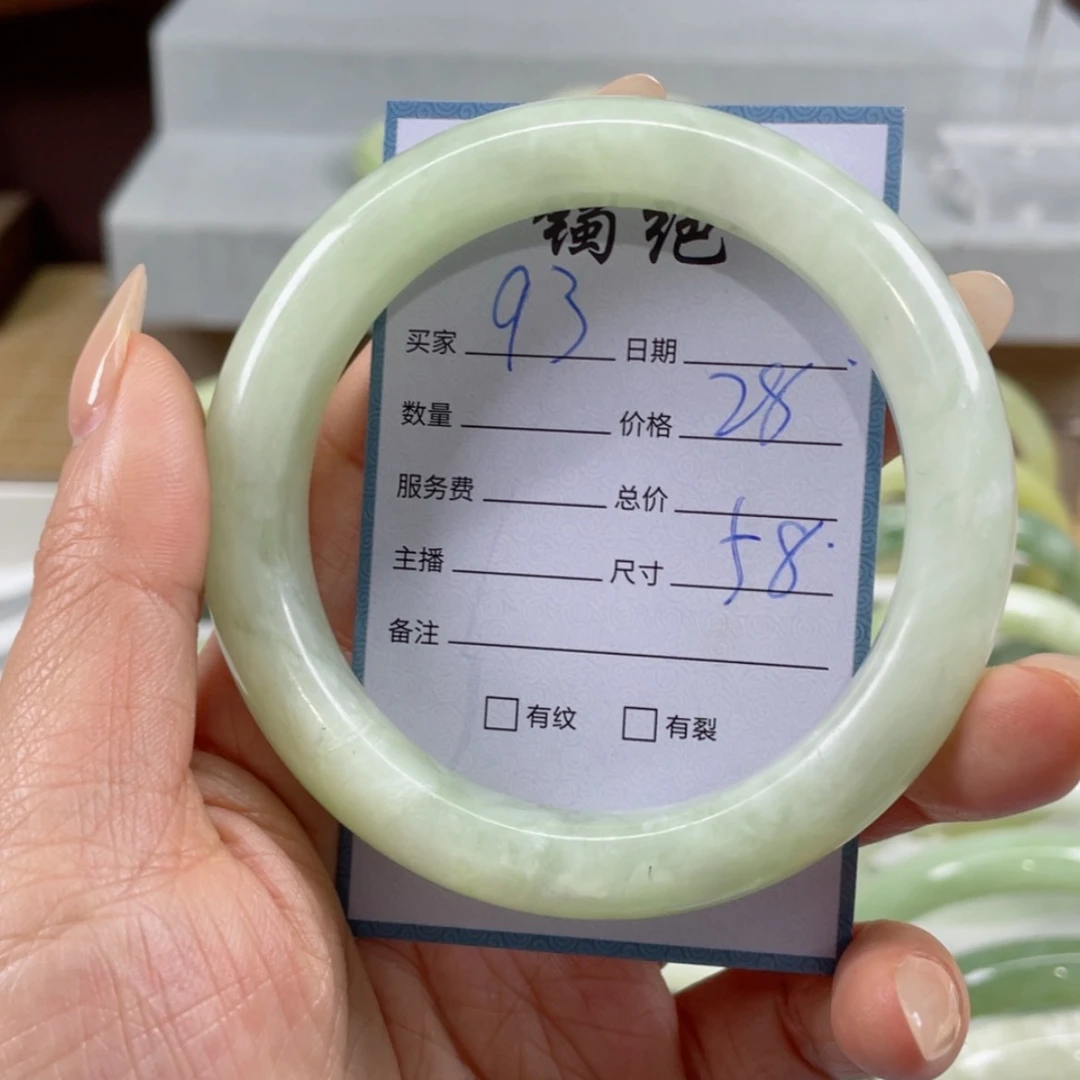 买家 93 日期
数量 价格 28
服务费 总价
主播 尺寸 58
备注
□有纹 □有裂